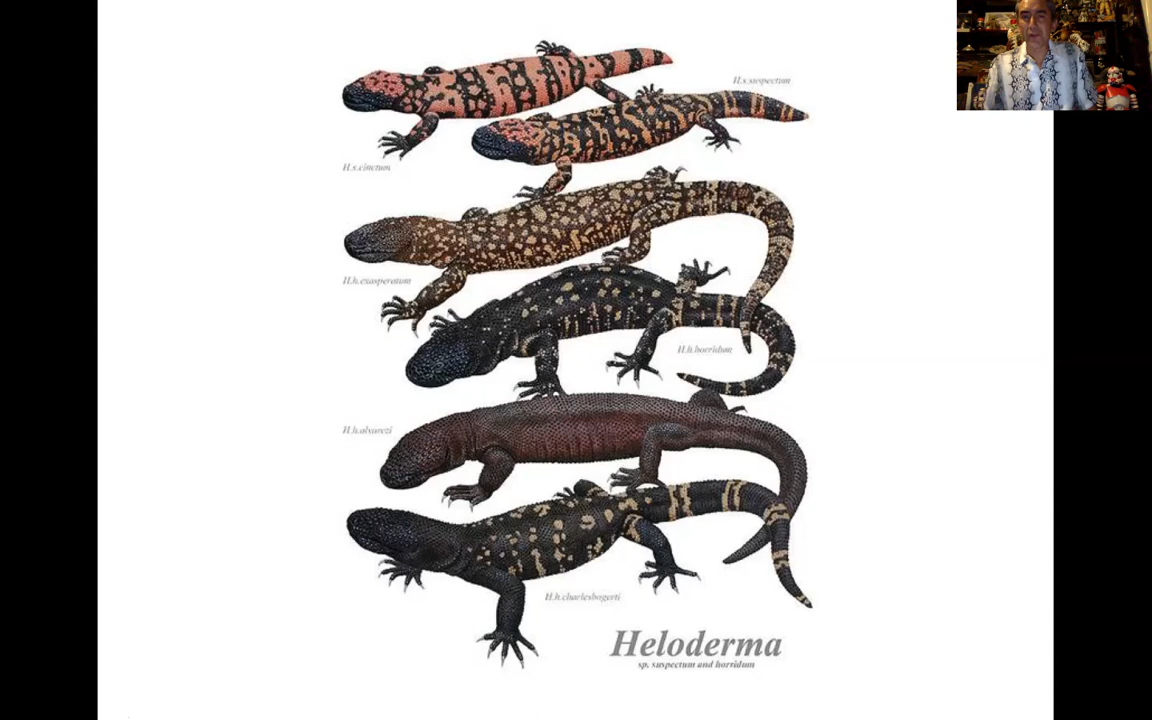 H.s.suspectum
H.s.cinctum
H.h.exasperatum
H.h.horridum
H.h.alvarezi
H.h.charlesbogerti
Heloderma
sp. suspectum and horridum